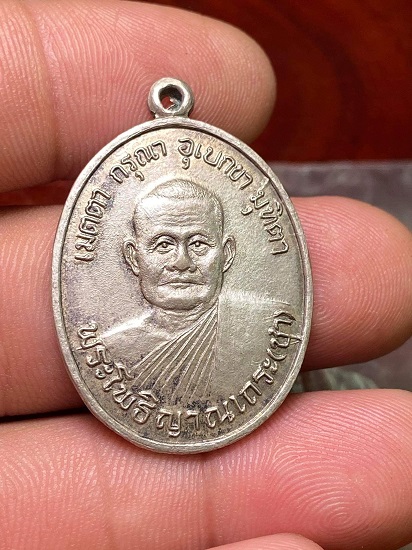 เมตตา กรุณา อุเบกขา มุทิตา
พระโพธิญาณเถระ(ชา)